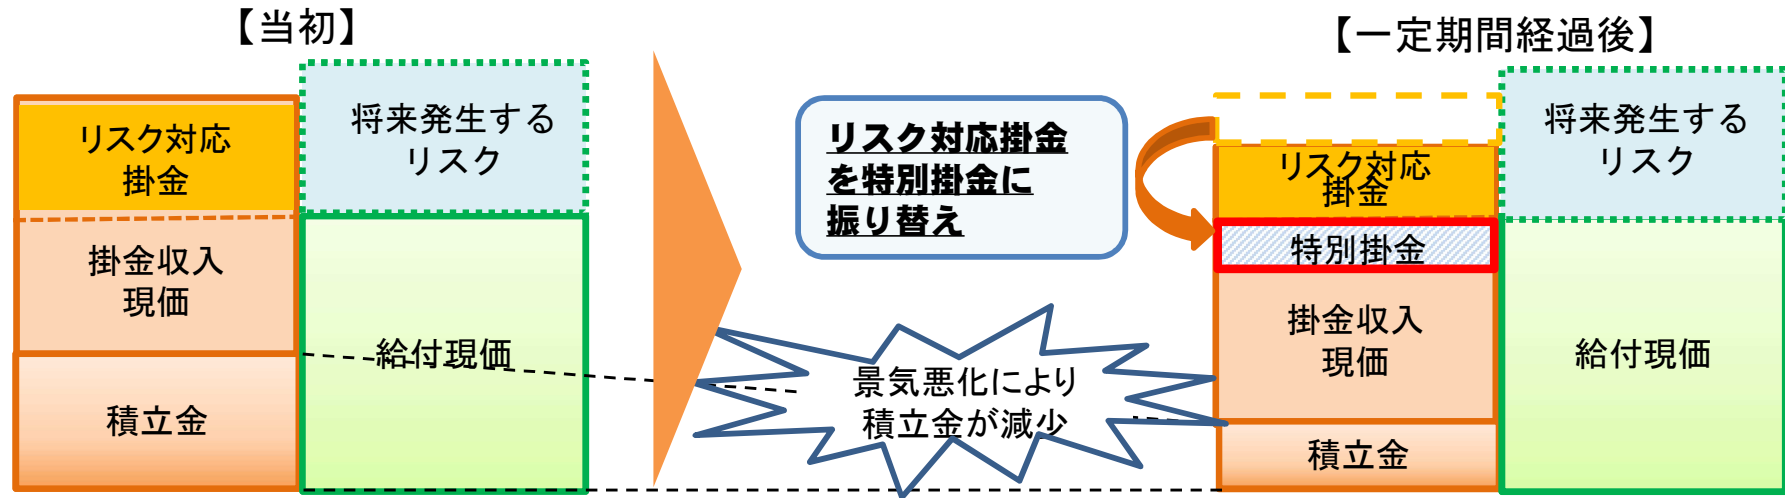 【当初】
リスク対応
掛金
掛金収入
現価
積立金
将来発生する
リスク
給付現価
リスク対応掛金
を特別掛金に
振り替え
景気悪化により
積立金が減少
【一定期間経過後】
リスク対応
掛金
特別掛金
掛金収入
現価
積立金
将来発生する
リスク
給付現価